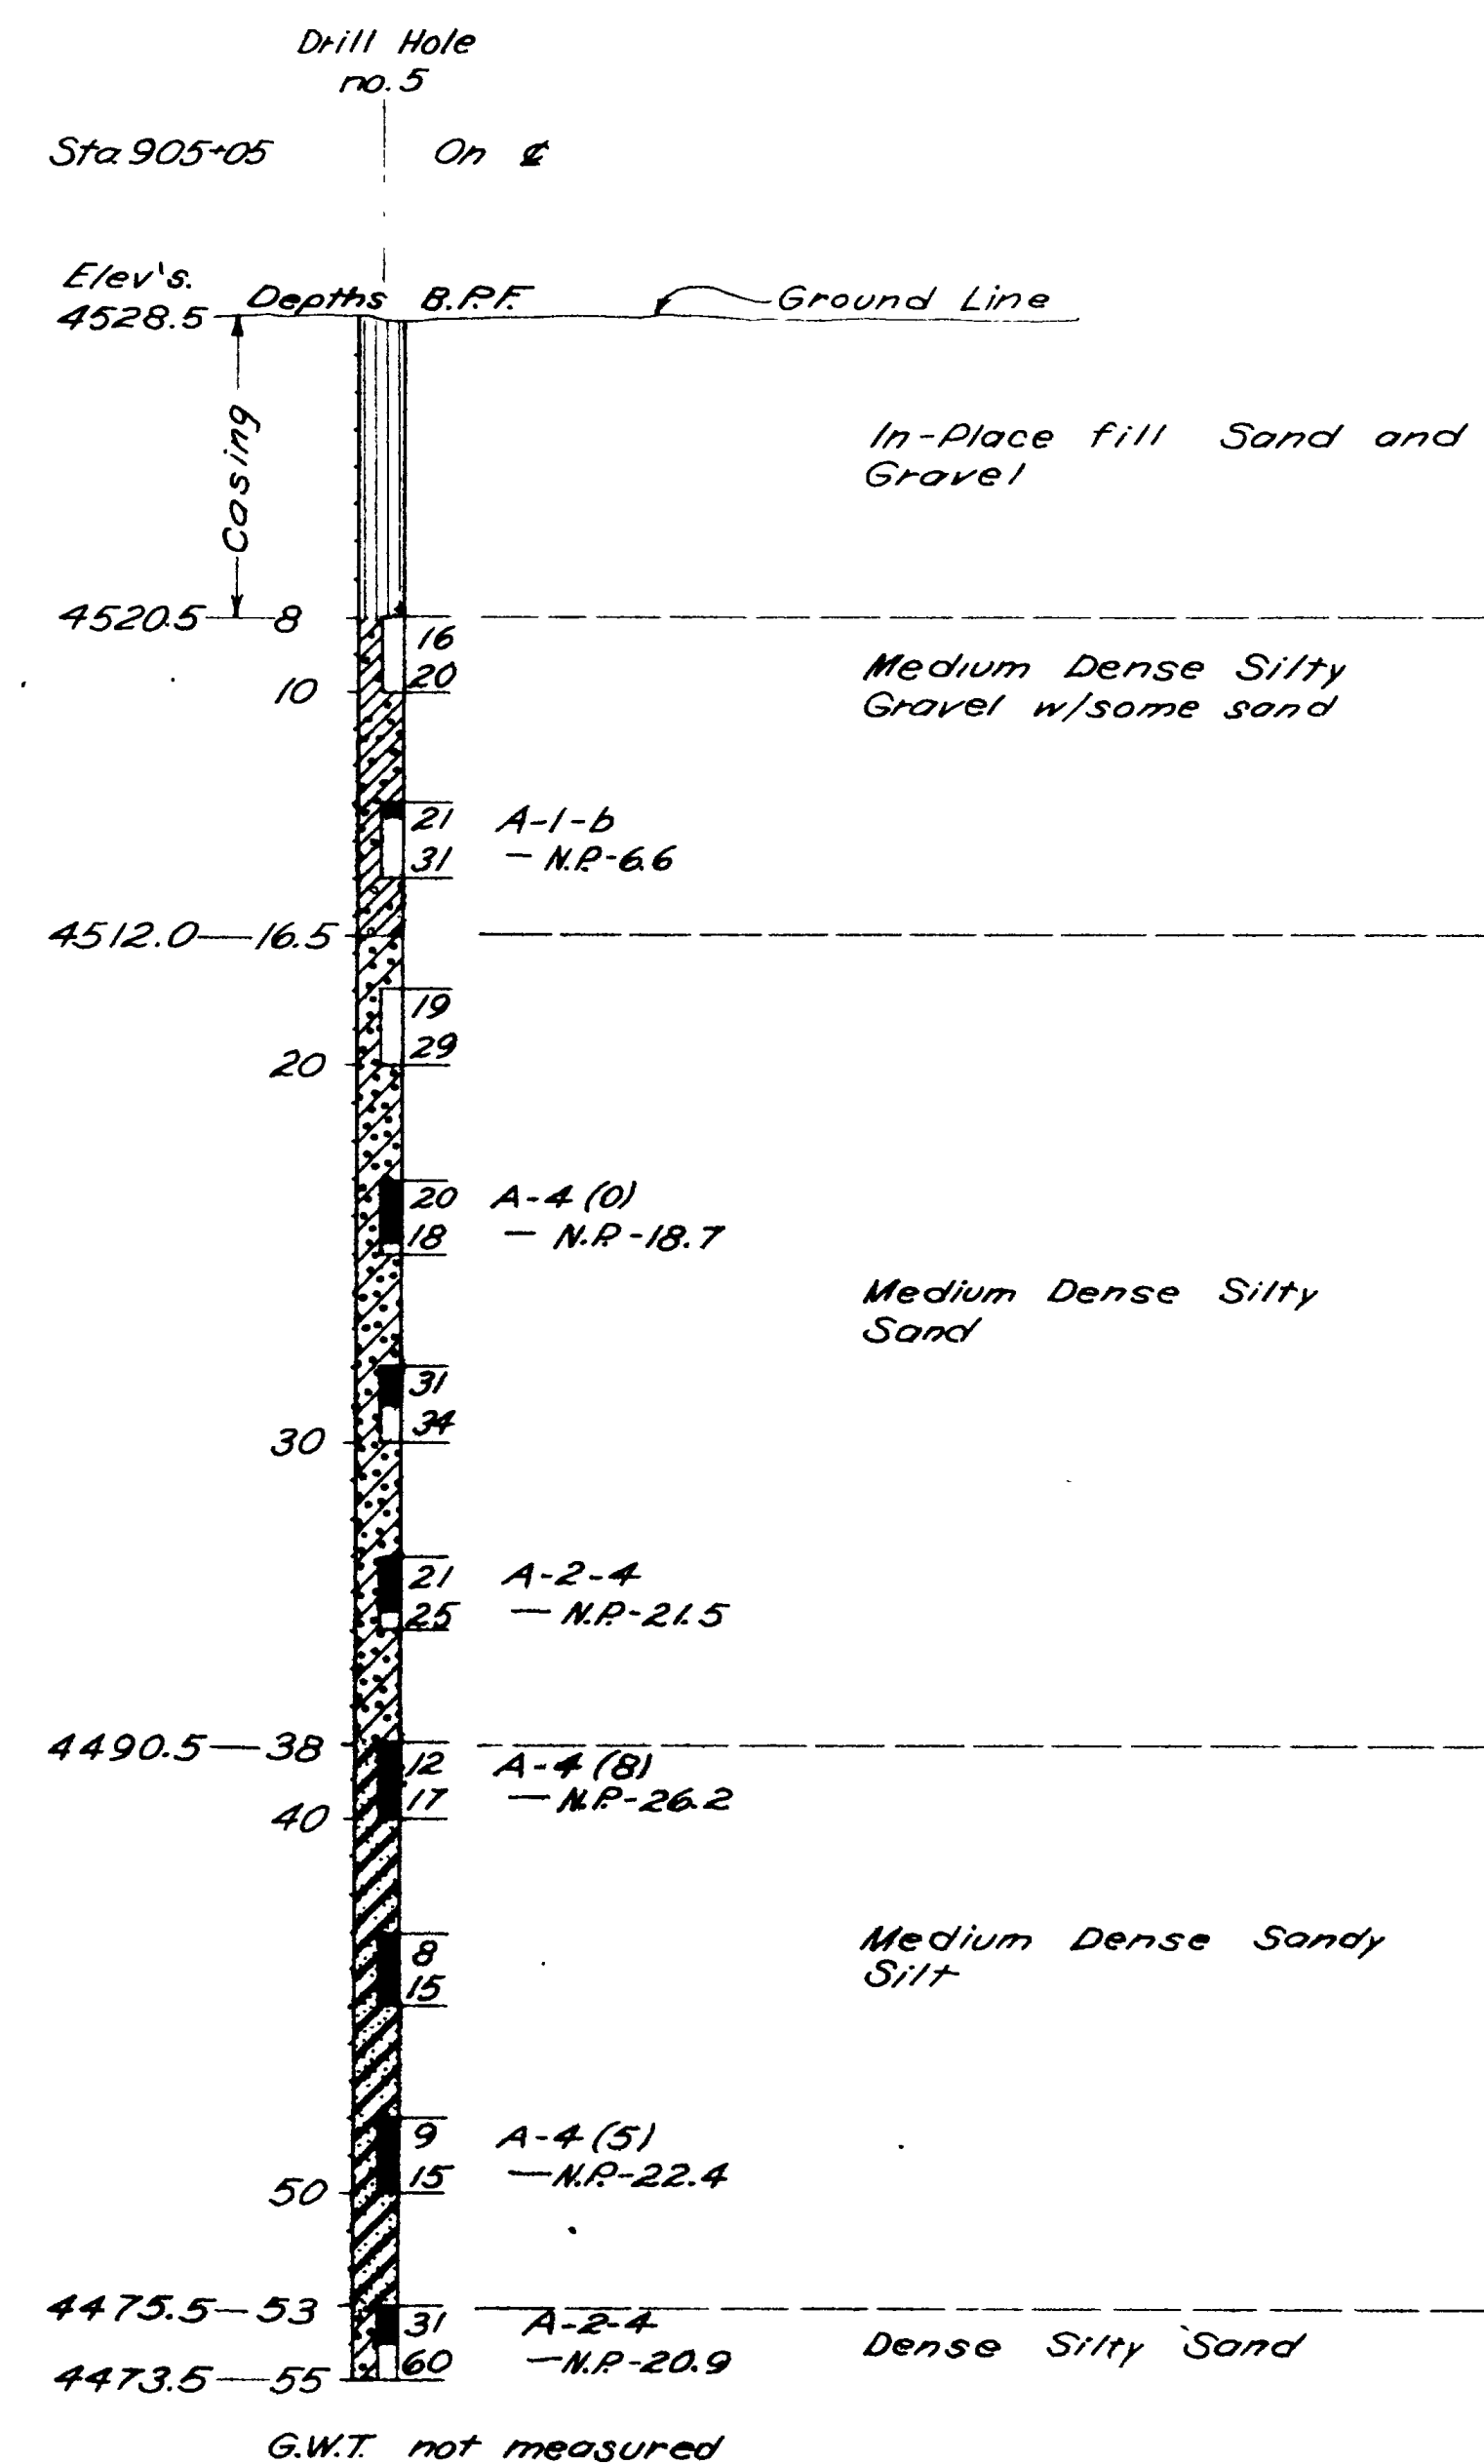 Drill Hole
no. 5
Sta 905+05 On ℄
Elev's.
4528.5 Depths B.P.F. Ground Line
Casing
In-Place fill Sand and
Gravel
4520.5 8
16
10 20
Medium Dense Silty
Gravel w/some sand
21 A-1-b
31 - N.P.-6.6
4512.0 16.5
19
29
20
20 A-4 (0)
18 - N.P.-18.7
Medium Dense Silty
Sand
31
34
30
21 A-2-4
25 - N.P.-21.5
4490.5 38
12 A-4 (8)
17 - N.P.-26.2
40
8
15
Medium Dense Sandy
Silt
9 A-4 (5)
15 - N.P.-22.4
50
4475.5 53
31 A-2-4
60 - N.P.-20.9
Dense Silty Sand
4473.5 55
G.W.T. not measured